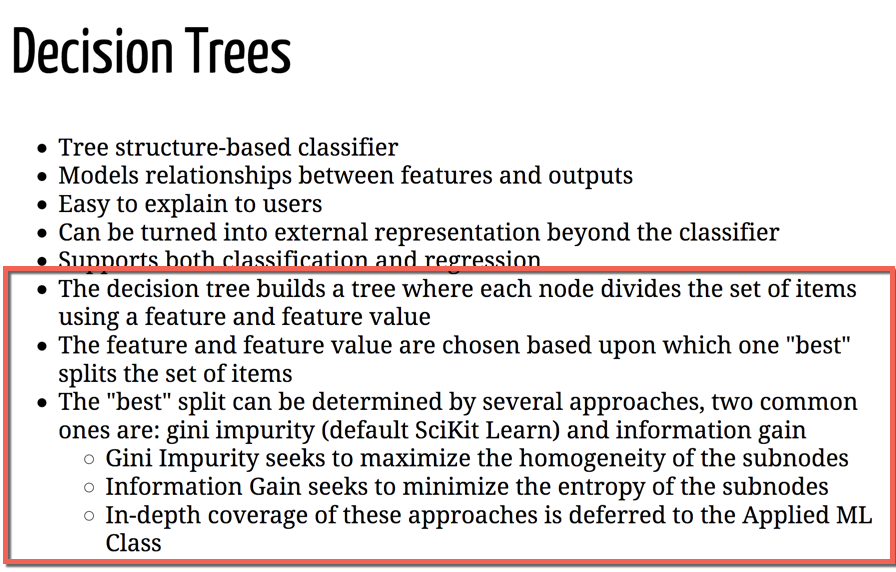 Decision Trees
• Tree structure-based classifier
• Models relationships between features and outputs
• Easy to explain to users
• Can be turned into external representation beyond the classifier
• Supports both classification and regression
• The decision tree builds a tree where each node divides the set of items
using a feature and feature value
• The feature and feature value are chosen based upon which one "best"
splits the set of items
• The "best" split can be determined by several approaches, two common
ones are: gini impurity (default SciKit Learn) and information gain
○ Gini Impurity seeks to maximize the homogeneity of the subnodes
○ Information Gain seeks to minimize the entropy of the subnodes
○ In-depth coverage of these approaches is deferred to the Applied ML
Class